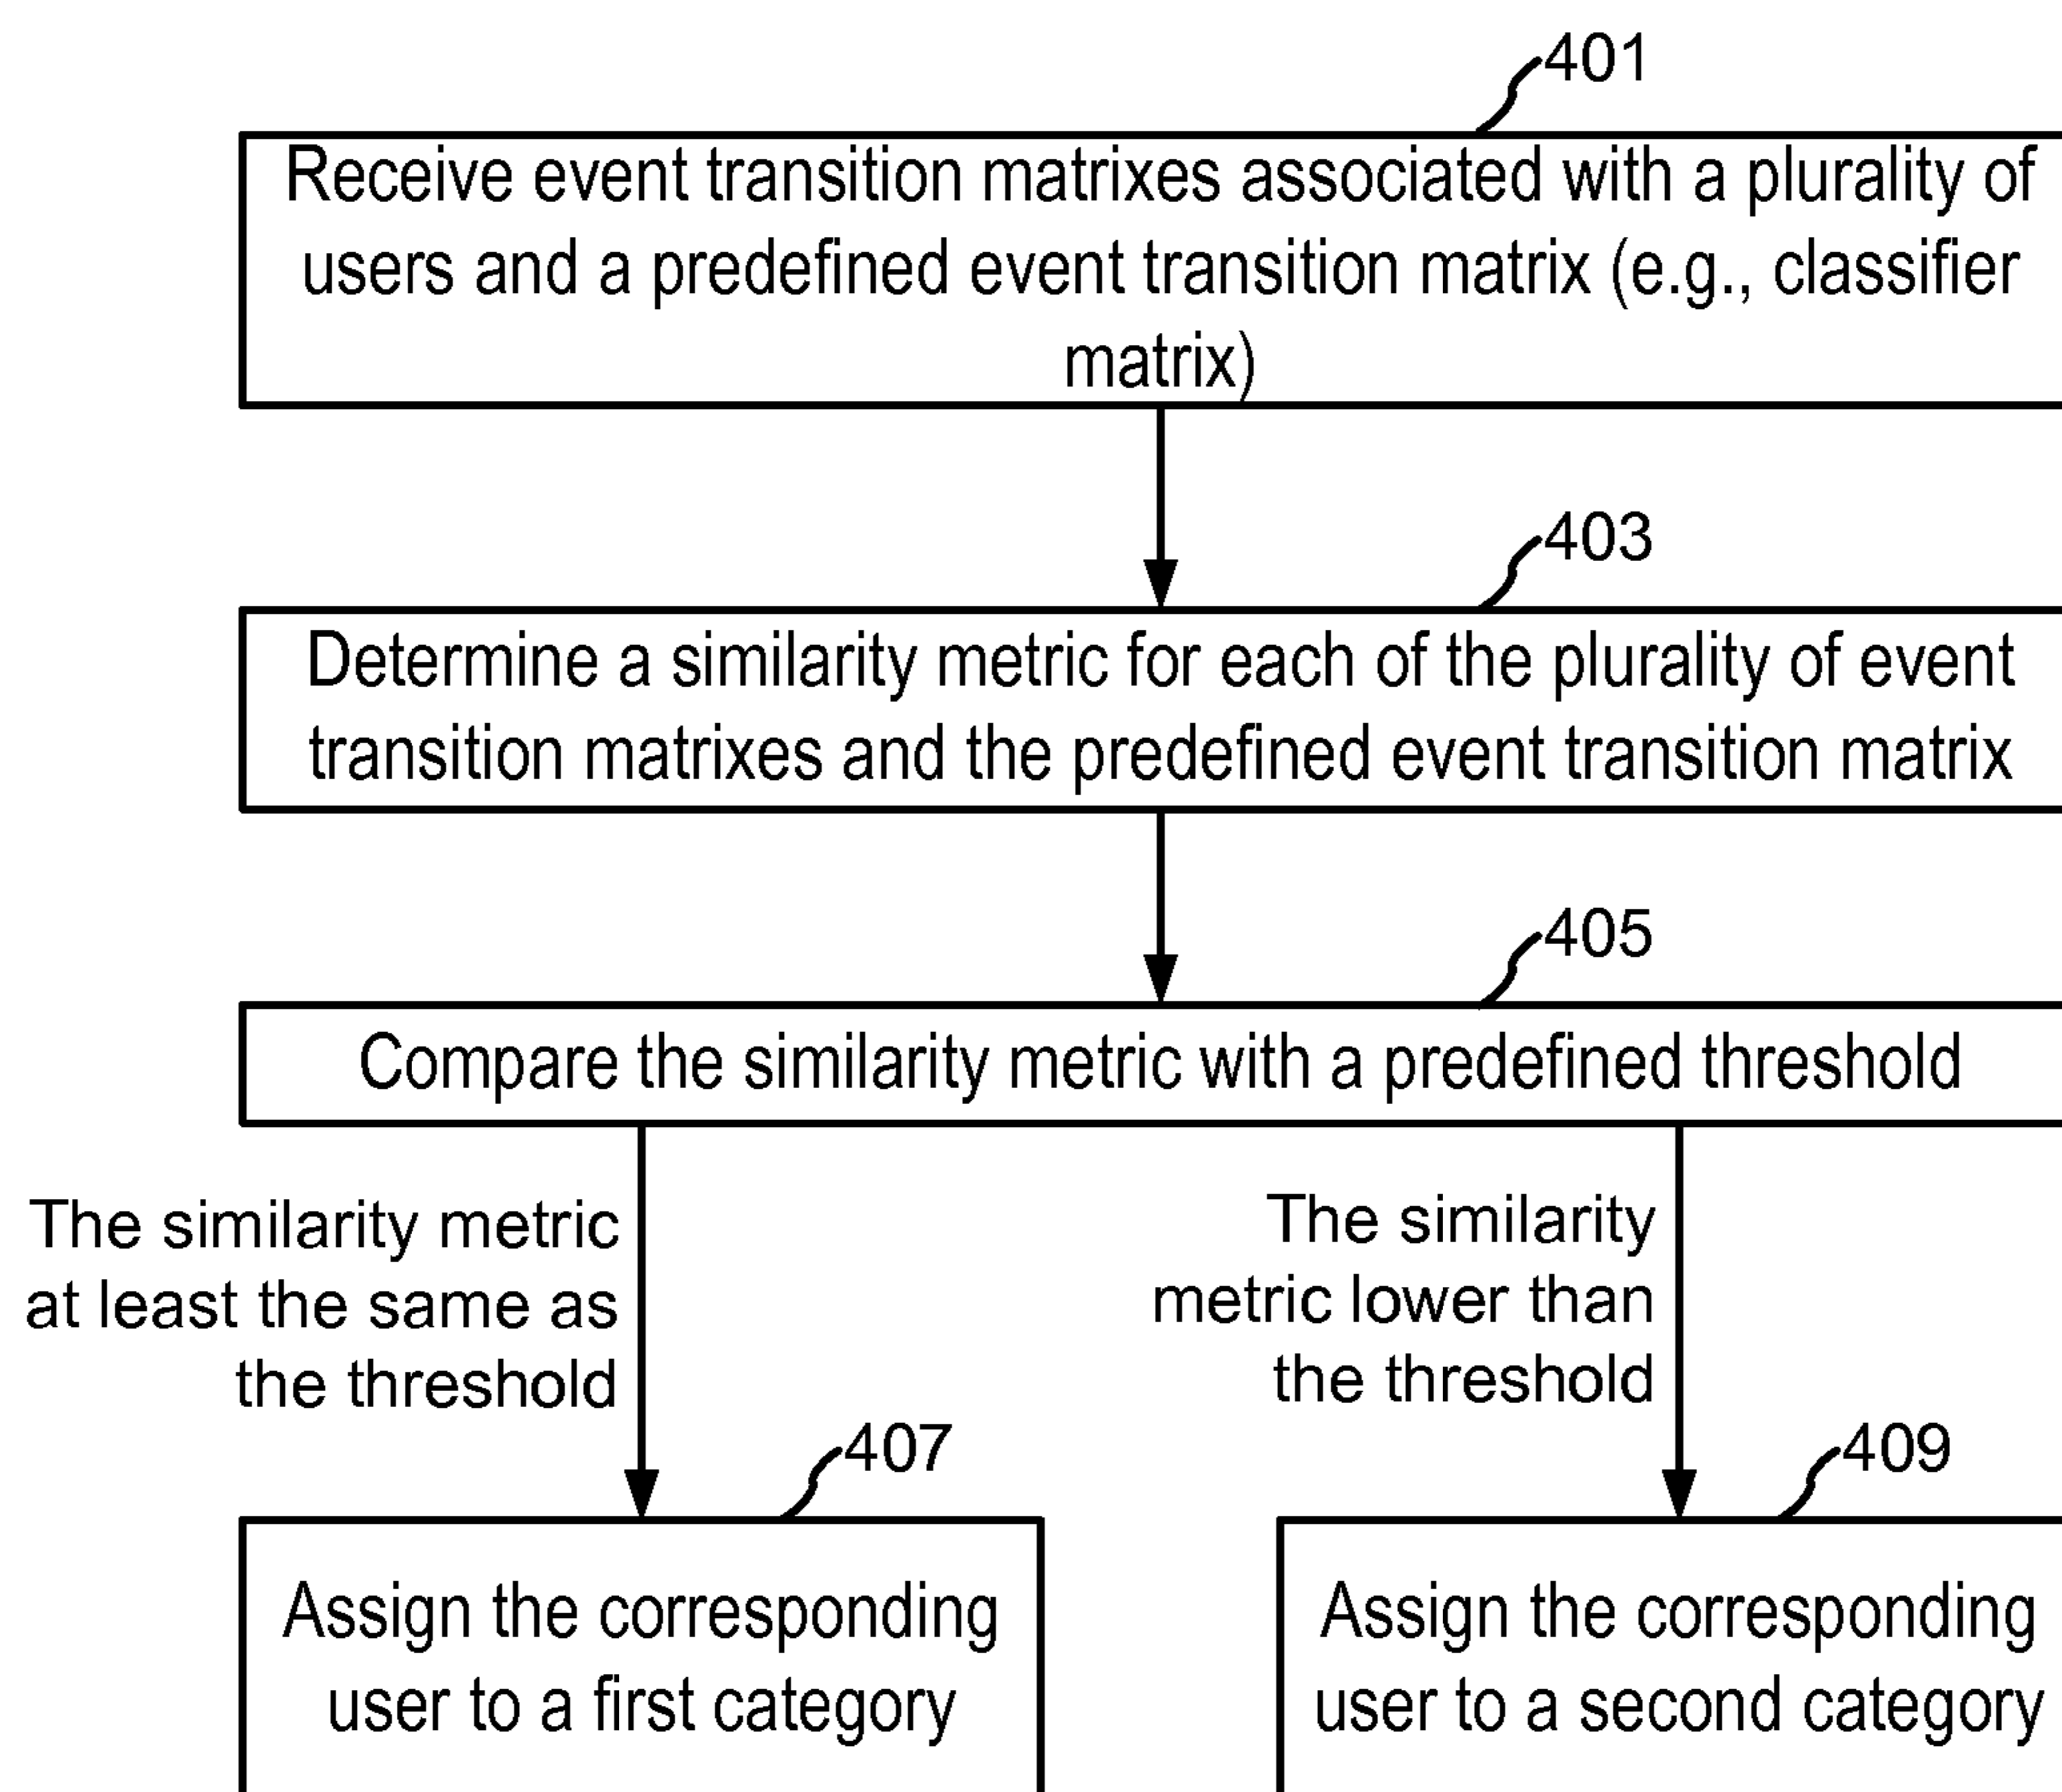 401
Receive event transition matrixes associated with a plurality of
users and a predefined event transition matrix (e.g., classifier
matrix)
403
Determine a similarity metric for each of the plurality of event
transition matrixes and the predefined event transition matrix
405
Compare the similarity metric with a predefined threshold
The similarity metric
at least the same as
the threshold
The similarity
metric lower than
the threshold
407
Assign the corresponding
user to a first category
409
Assign the corresponding
user to a second category